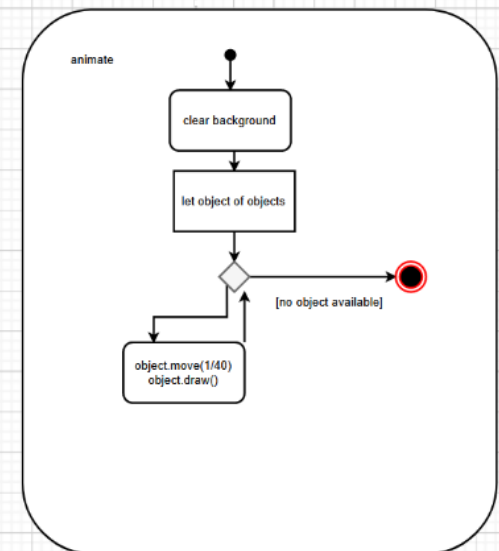 animate
clear background
let object of objects
[no object available]
object.move(1/40)
object.draw()